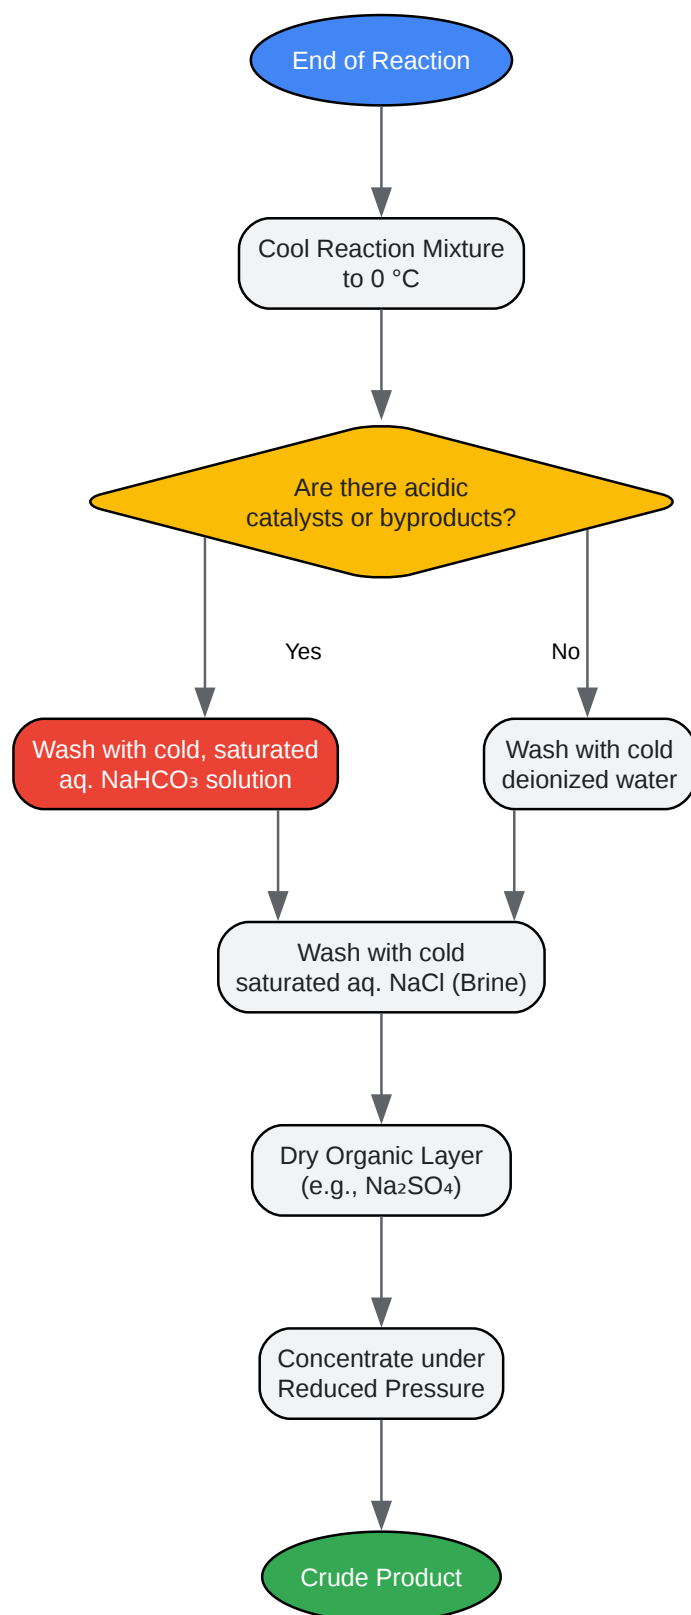 End of Reaction
Cool Reaction Mixture
to 0 °C
Are there acidic
catalysts or byproducts?
Yes
No
Wash with cold, saturated
aq. NaHCO₃ solution
Wash with cold
deionized water
Wash with cold
saturated aq. NaCl (Brine)
Dry Organic Layer
(e.g., Na₂SO₄)
Concentrate under
Reduced Pressure
Crude Product